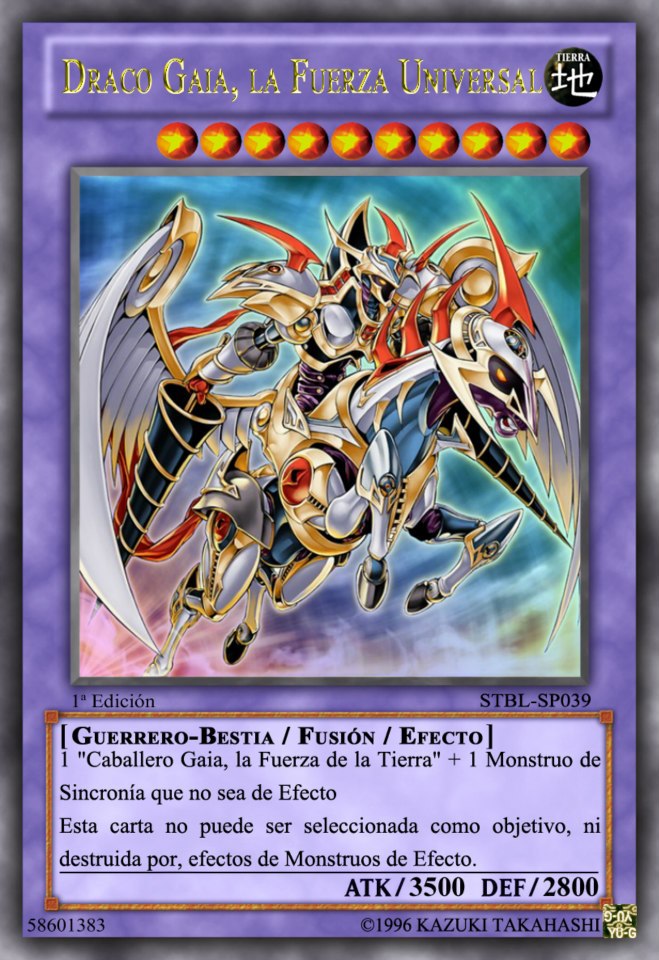 Draco Gaia, la Fuerza Universal
TIERRA
地
1ª Edición STBL-SP039
[Guerrero-Bestia / Fusión / Efecto]
1 "Caballero Gaia, la Fuerza de la Tierra" + 1 Monstruo de
Sincronía que no sea de Efecto
Esta carta no puede ser seleccionada como objetivo, ni
destruida por, efectos de Monstruos de Efecto.
ATK/3500 DEF/2800
58601383 ©1996 KAZUKI TAKAHASHI